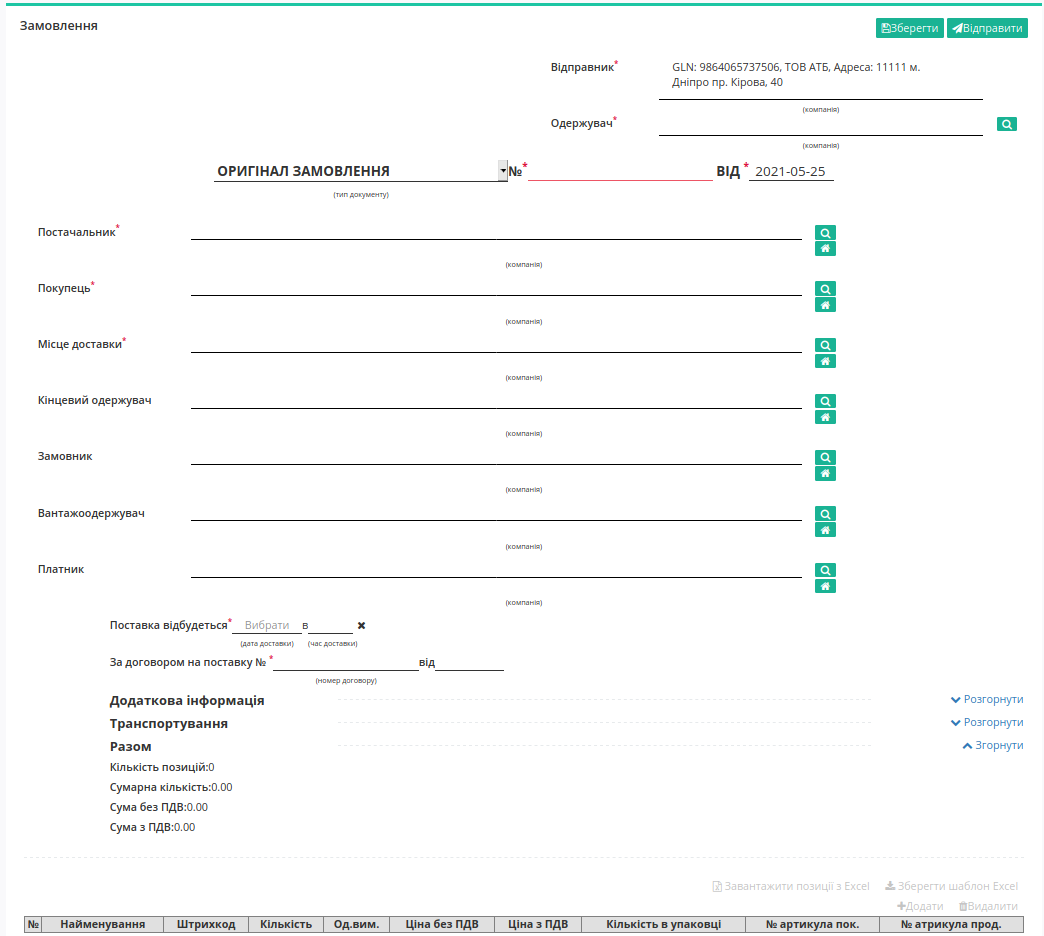 Замовлення
Зберегти Відправити
Відправник* GLN: 9864065737506, ТОВ АТБ, Адреса: 11111 м.
Дніпро пр. Кірова, 40
(компанія)
Одержувач*
(компанія)
ОРИГІНАЛ ЗАМОВЛЕННЯ №* ВІД * 2021-05-25
(тип документу)
Постачальник*
(компанія)
Покупець*
(компанія)
Місце доставки*
(компанія)
Кінцевий одержувач
(компанія)
Замовник
(компанія)
Вантажоодержувач
(компанія)
Платник
(компанія)
Поставка відбудеться* Вибрати в
(дата доставки) (час доставки)
За договором на поставку № * від
(номер договору)
Додаткова інформація Розгорнути
Транспортування Розгорнути
Разом Згорнути
Кількість позицій:0
Сумарна кількість:0.00
Сума без ПДВ:0.00
Сума з ПДВ:0.00
Завантажити позиції з Excel Зберегти шаблон Excel
Додати Видалити
№ Найменування Штрихкод Кількість Од.вим. Ціна без ПДВ Ціна з ПДВ Кількість в упаковці № артикула пок. № атрикула прод.